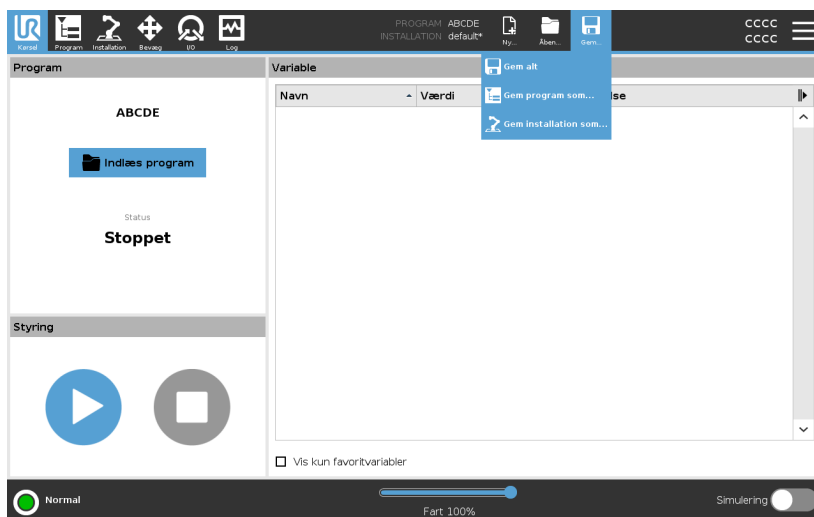 UR
Kørsel
Program
Installation
Bevæg
I/O
Log
PROGRAM ABCDE
INSTALLATION default*
Ny...
Åben...
Gem...
CCCC
CCCC
Program
Variable
Gem alt
Gem program som...
Gem installation som...
Navn
Værdi
lse
ABCDE
Indlæs program
Status
Stoppet
Styring
Vis kun favoritvariabler
Normal
Fart 100%
Simulering